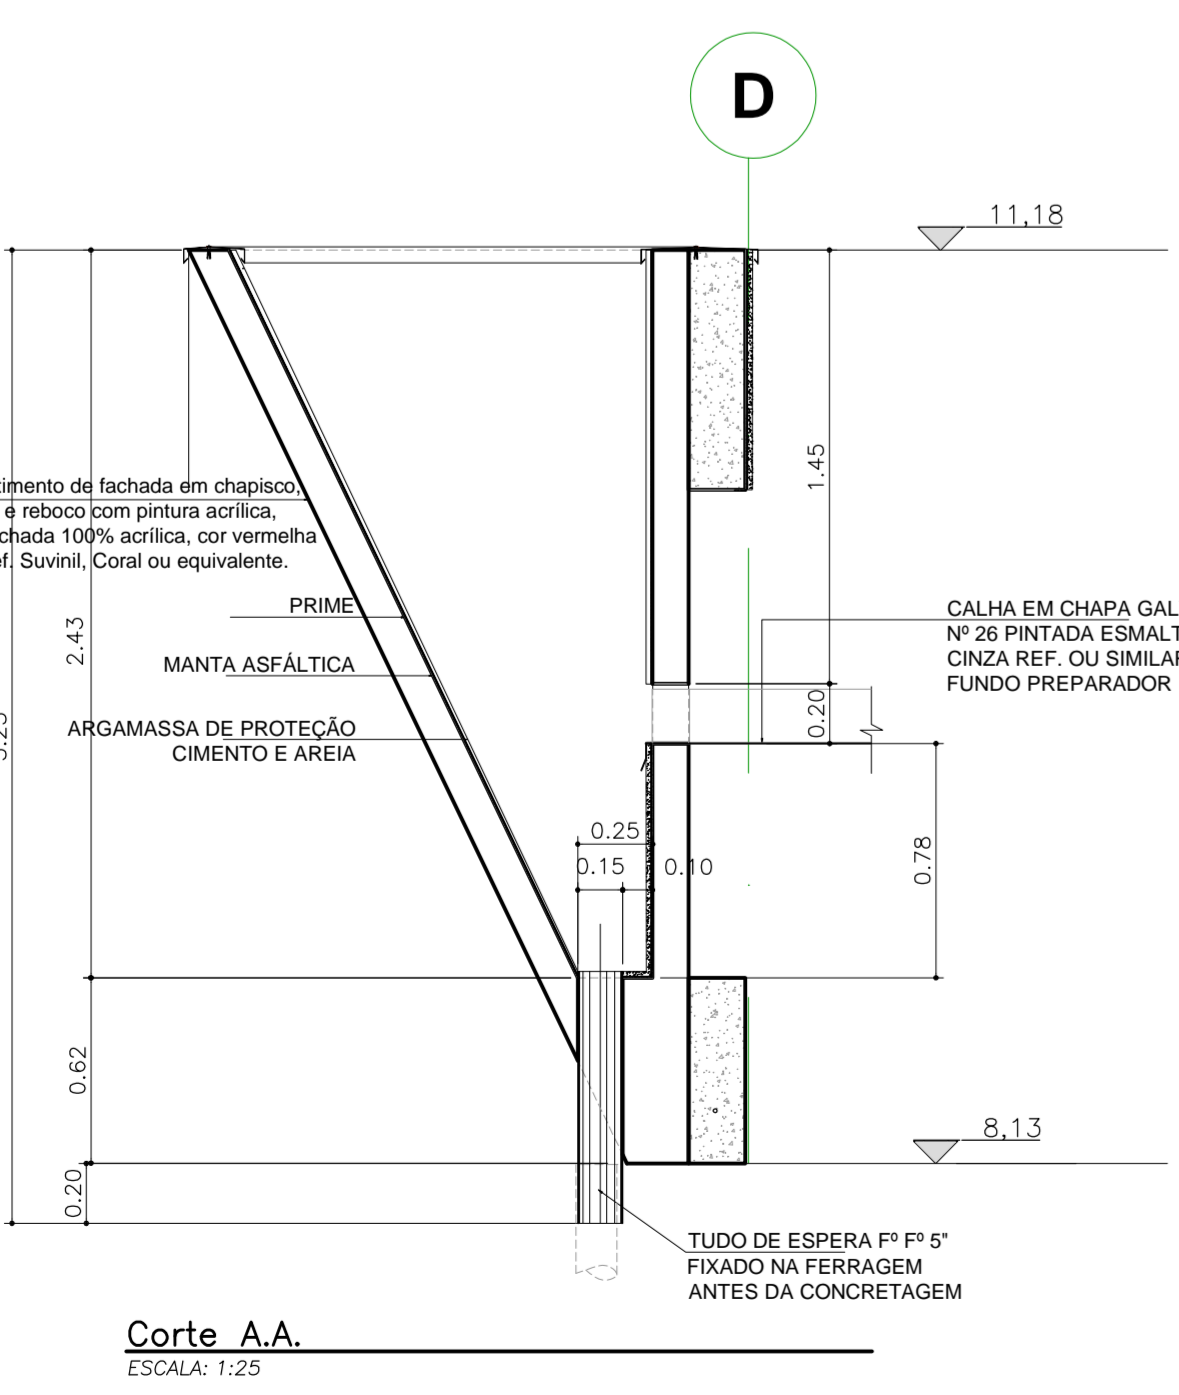 D
11,18
1.45
imento de fachada em chapisco,
e reboco com pintura acrílica,
chada 100% acrílica, cor vermelha
ef. Suvinil, Coral ou equivalente.
PRIME
2.43
MANTA ASFÁLTICA
ARGAMASSA DE PROTEÇÃO
CIMENTO E AREIA
CALHA EM CHAPA GAL
Nº 26 PINTADA ESMALT
CINZA REF. OU SIMILAR
FUNDO PREPARADOR
0.20
0.25
0.15
0.10
0.78
0.62
8,13
0.20
TUDO DE ESPERA Fº Fº 5"
FIXADO NA FERRAGEM
ANTES DA CONCRETAGEM
Corte A.A.
ESCALA: 1:25